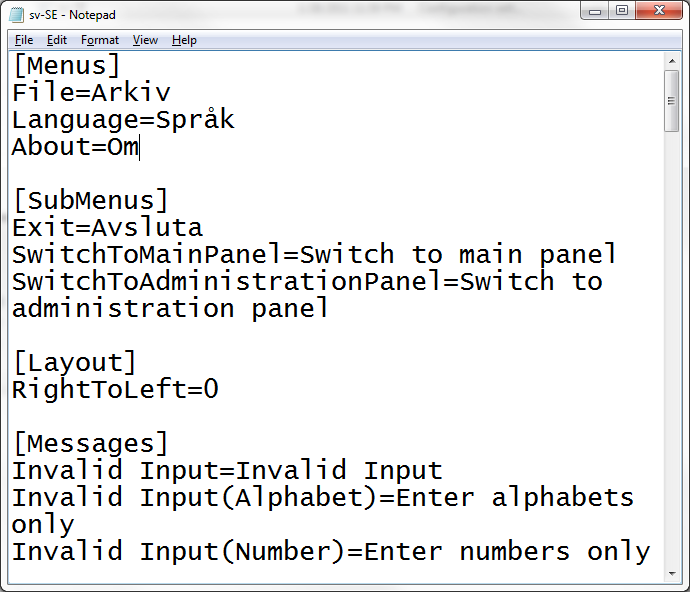 sv-SE - Notepad
File Edit Format View Help
[Menus]
File=Arkiv
Language=Språk
About=Om
[SubMenus]
Exit=Avsluta
SwitchToMainPanel=Switch to main panel
SwitchToAdministrationPanel=Switch to
administration panel
[Layout]
RightToLeft=0
[Messages]
Invalid Input=Invalid Input
Invalid Input(Alphabet)=Enter alphabets
only
Invalid Input(Number)=Enter numbers only